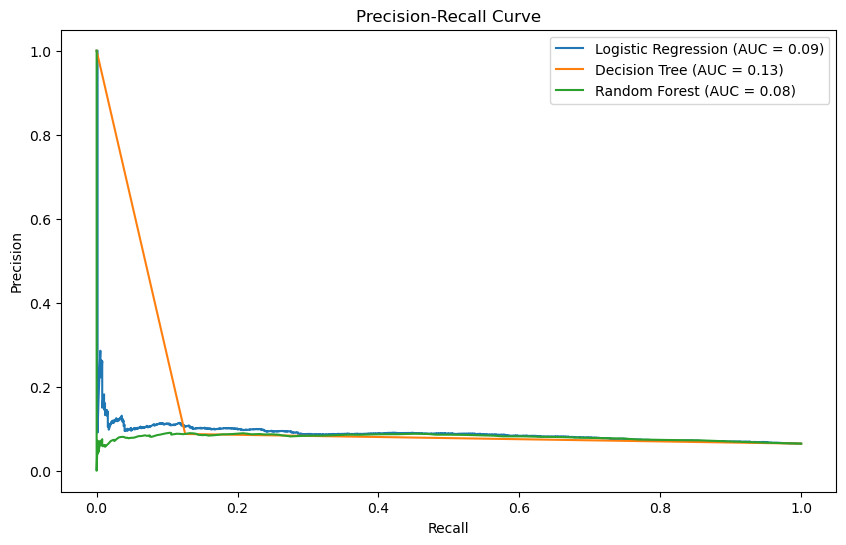 Precision-Recall Curve
Logistic Regression (AUC = 0.09)
Decision Tree (AUC = 0.13)
Random Forest (AUC = 0.08)
1.0
0.8
0.6
0.4
0.2
0.0
Precision
0.0 0.2 0.4 0.6 0.8 1.0
Recall